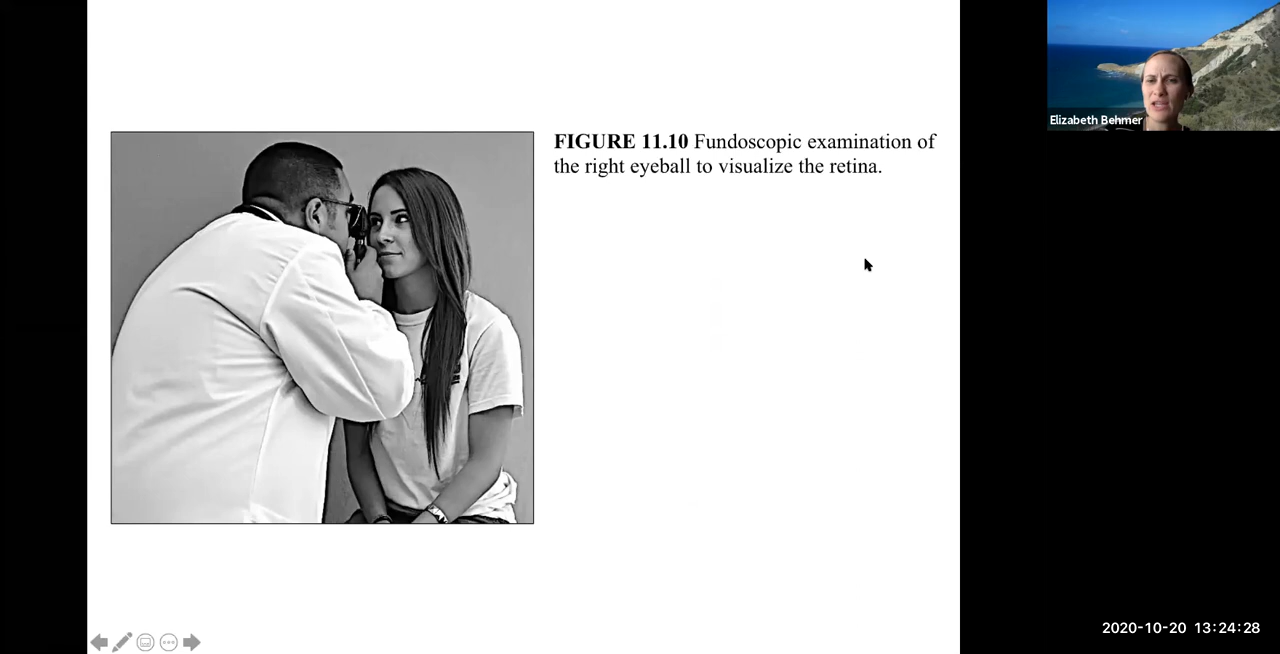 Elizabeth Behmer
FIGURE 11.10 Fundoscopic examination of
the right eyeball to visualize the retina.
2020-10-20 13:24:28